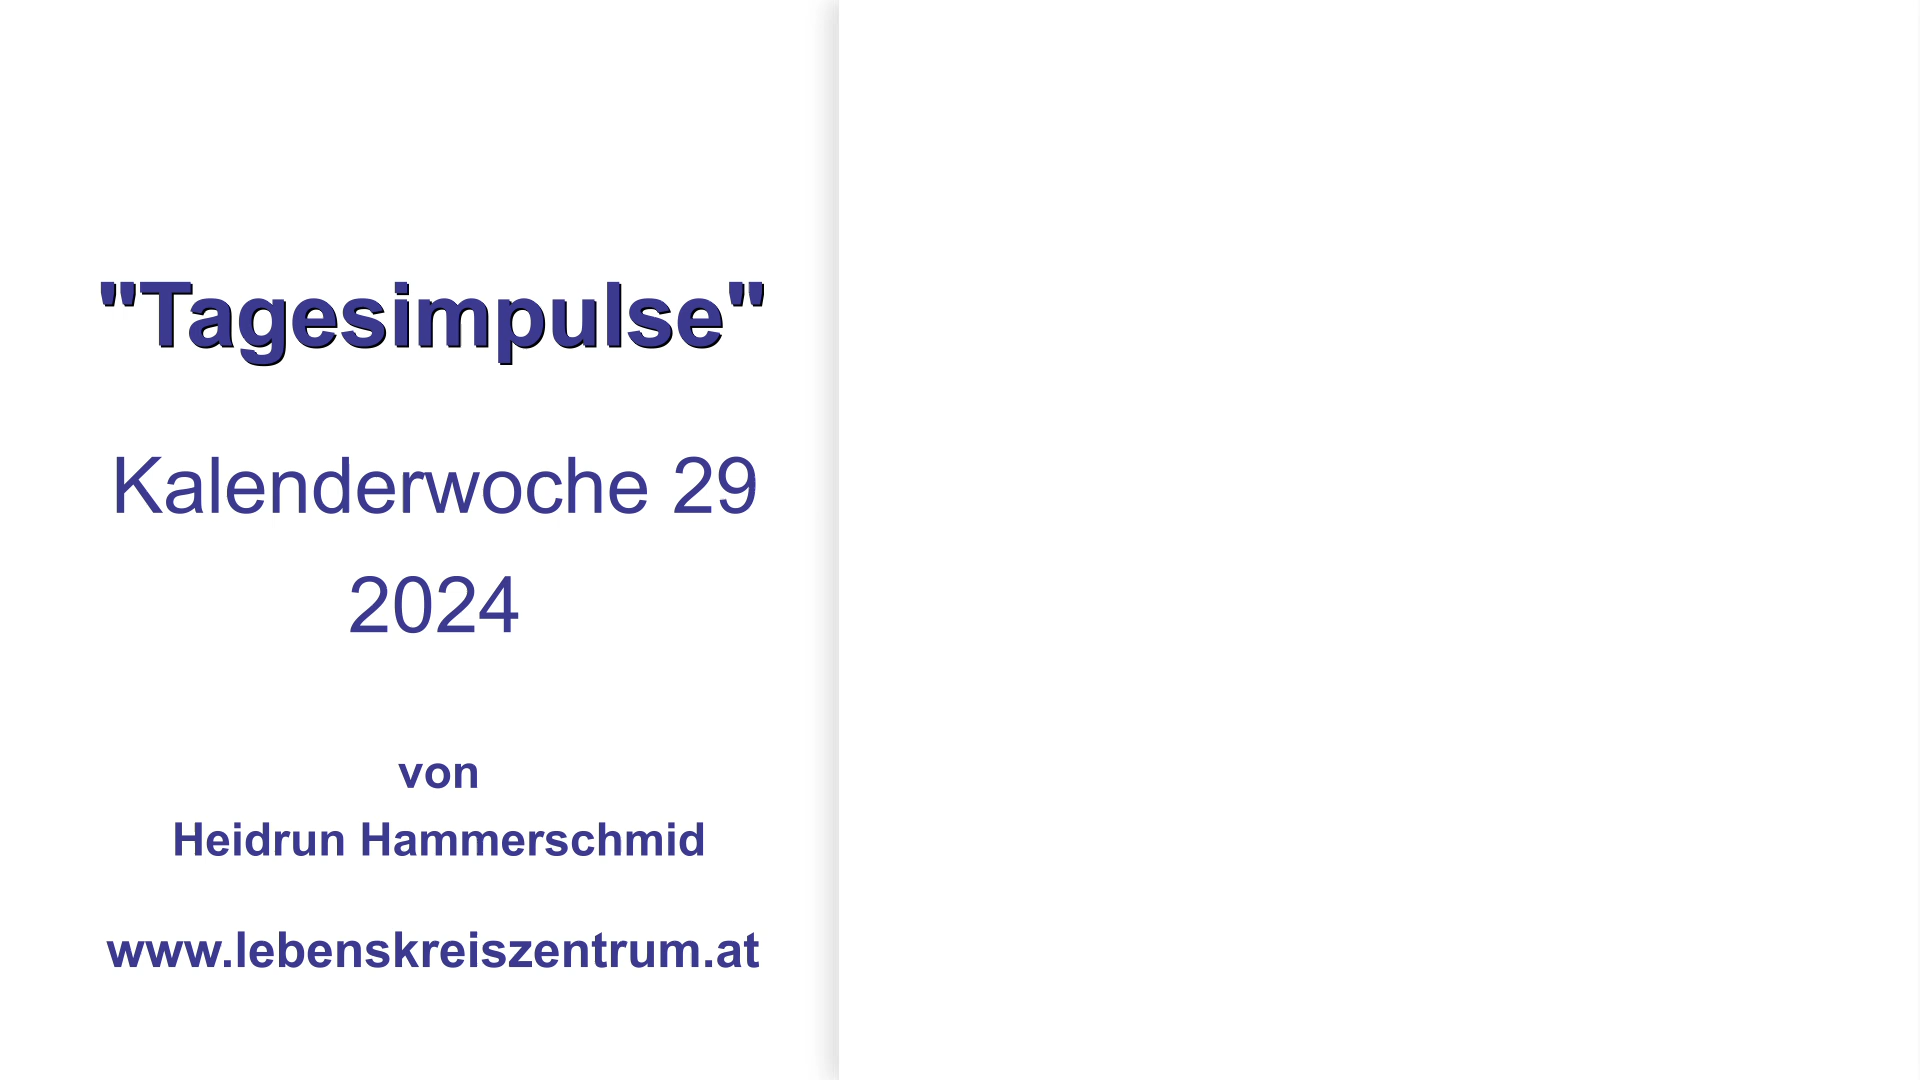 "Tagesimpulse"
Kalenderwoche 29
2024
von
Heidrun Hammerschmid
www.lebenskreiszentrum.at